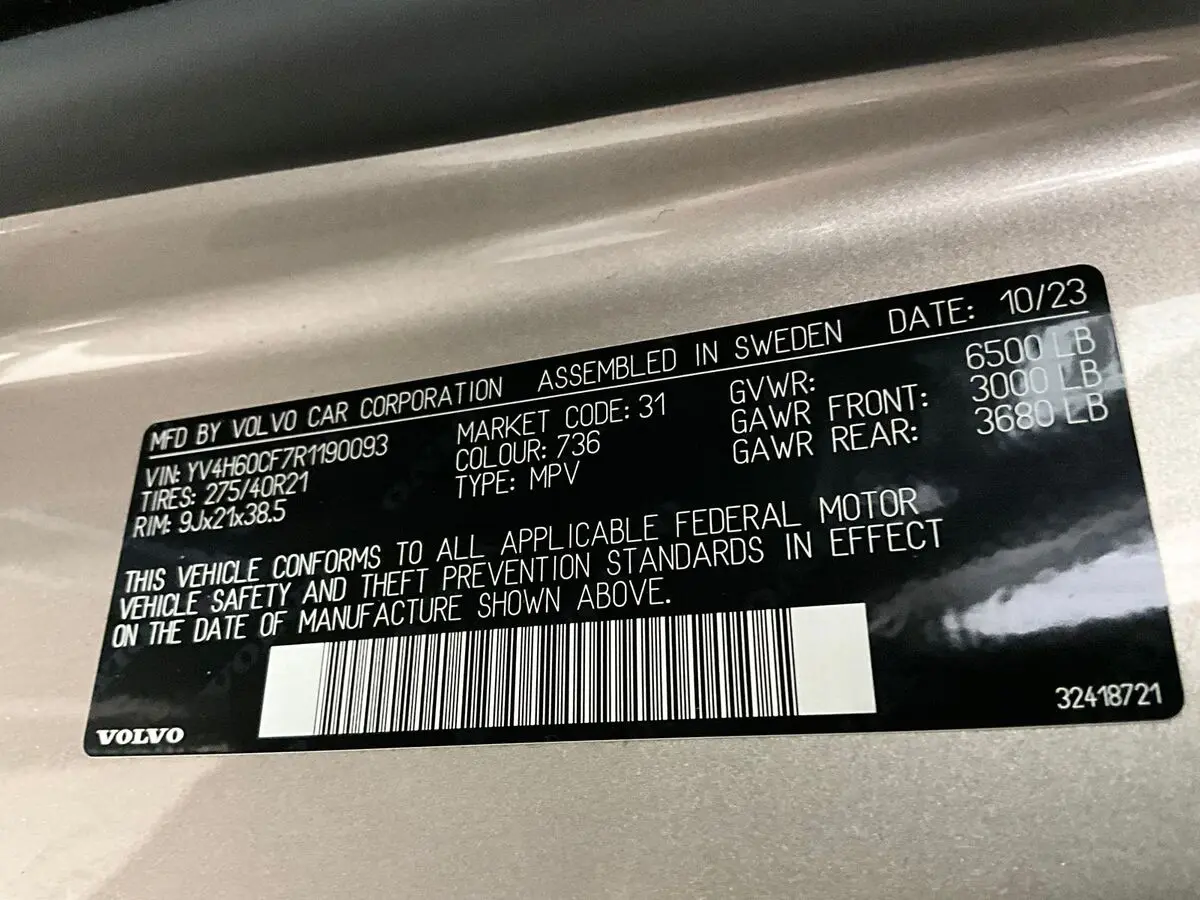 MFD BY VOLVO CAR CORPORATION ASSEMBLED IN SWEDEN DATE: 10/23
VIN: YV4H60CF7R1190093 MARKET CODE: 31 GVWR: 6500 LB
TIRES: 275/40R21 COLOUR: 736 GAWR FRONT: 3000 LB
RIM: 9Jx21x38.5 TYPE: MPV GAWR REAR: 3680 LB
THIS VEHICLE CONFORMS TO ALL APPLICABLE FEDERAL MOTOR
VEHICLE SAFETY AND THEFT PREVENTION STANDARDS IN EFFECT
ON THE DATE OF MANUFACTURE SHOWN ABOVE.
VOLVO 32418721